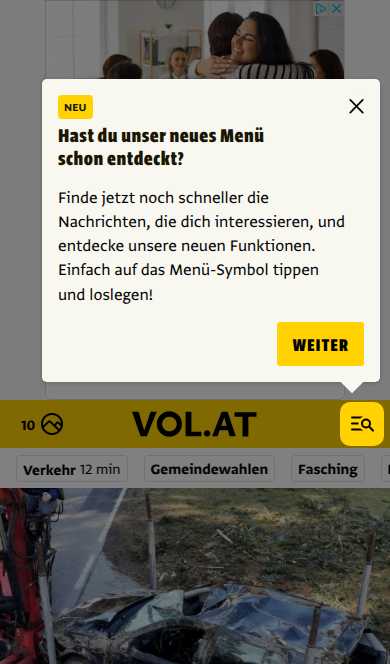 NEU
Hast du unser neues Menü
schon entdeckt?
Finde jetzt noch schneller die
Nachrichten, die dich interessieren, und
entdecke unsere neuen Funktionen.
Einfach auf das Menü-Symbol tippen
und loslegen!
WEITER
10 VOL.AT
Verkehr 12 min Gemeindewahlen Fasching